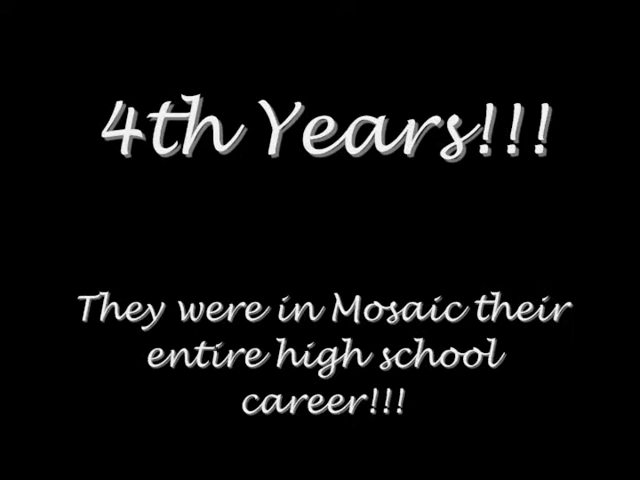 4th Years!!!
They were in Mosaic their
entire high school
career!!!